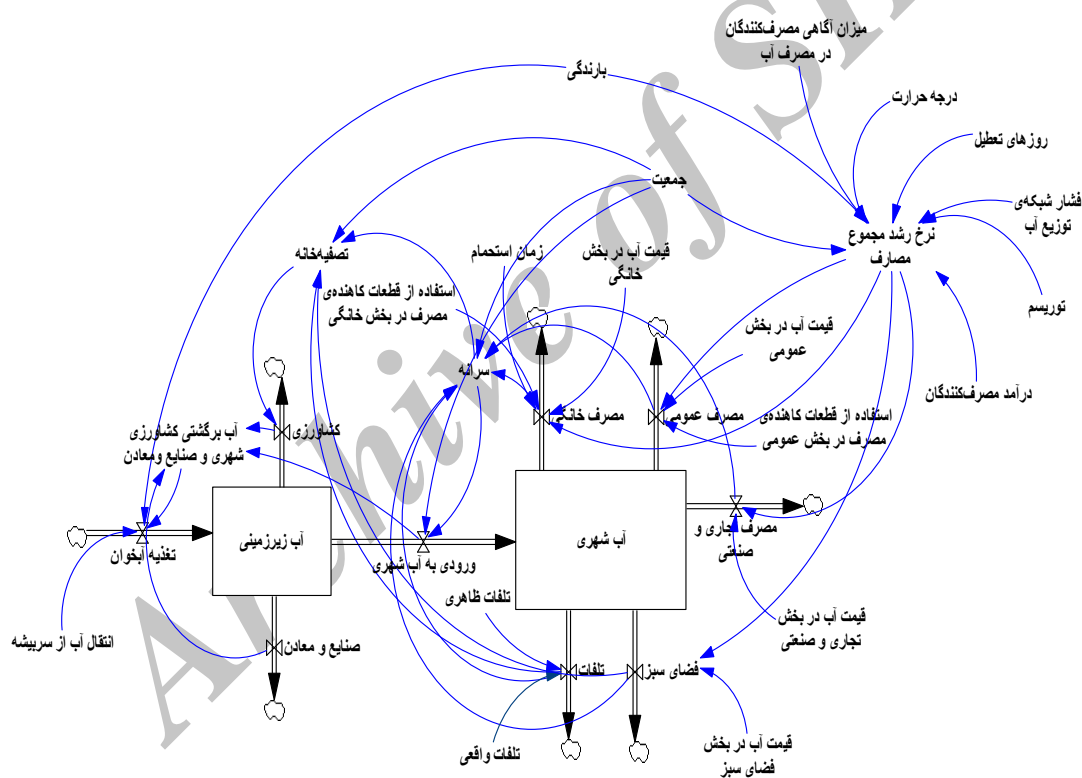 میزان آگاهی مصرف‌کنندگان
در مصرف آب
بارندگی
درجه حرارت
روزهای تعطیل
جمعیت
فشار شبکه‌ی
توزیع آب
نرخ رشد مجموع
مصارف
توریسم
درآمد مصرف‌کنندگان
تصفیه‌خانه
زمان استحمام
قیمت آب در بخش
خانگی
استفاده از قطعات کاهنده‌ی
مصرف در بخش خانگی
قیمت آب در بخش
عمومی
سرانه
مصرف خانگی
مصرف عمومی
استفاده از قطعات کاهنده‌ی
مصرف در بخش عمومی
کشاورزی
آب برگشتی کشاورزی
شهری و صنایع ومعادن
آب زیرزمینی
آب شهری
مصرف تجاری و
صنعتی
تغذیه آبخوان
ورودی به آب شهری
تلفات ظاهری
قیمت آب در بخش
تجاری و صنعتی
انتقال آب از سربیشه
صنایع و معادن
تلفات
فضای سبز
تلفات واقعی
قیمت آب در بخش
فضای سبز
Archive of SI